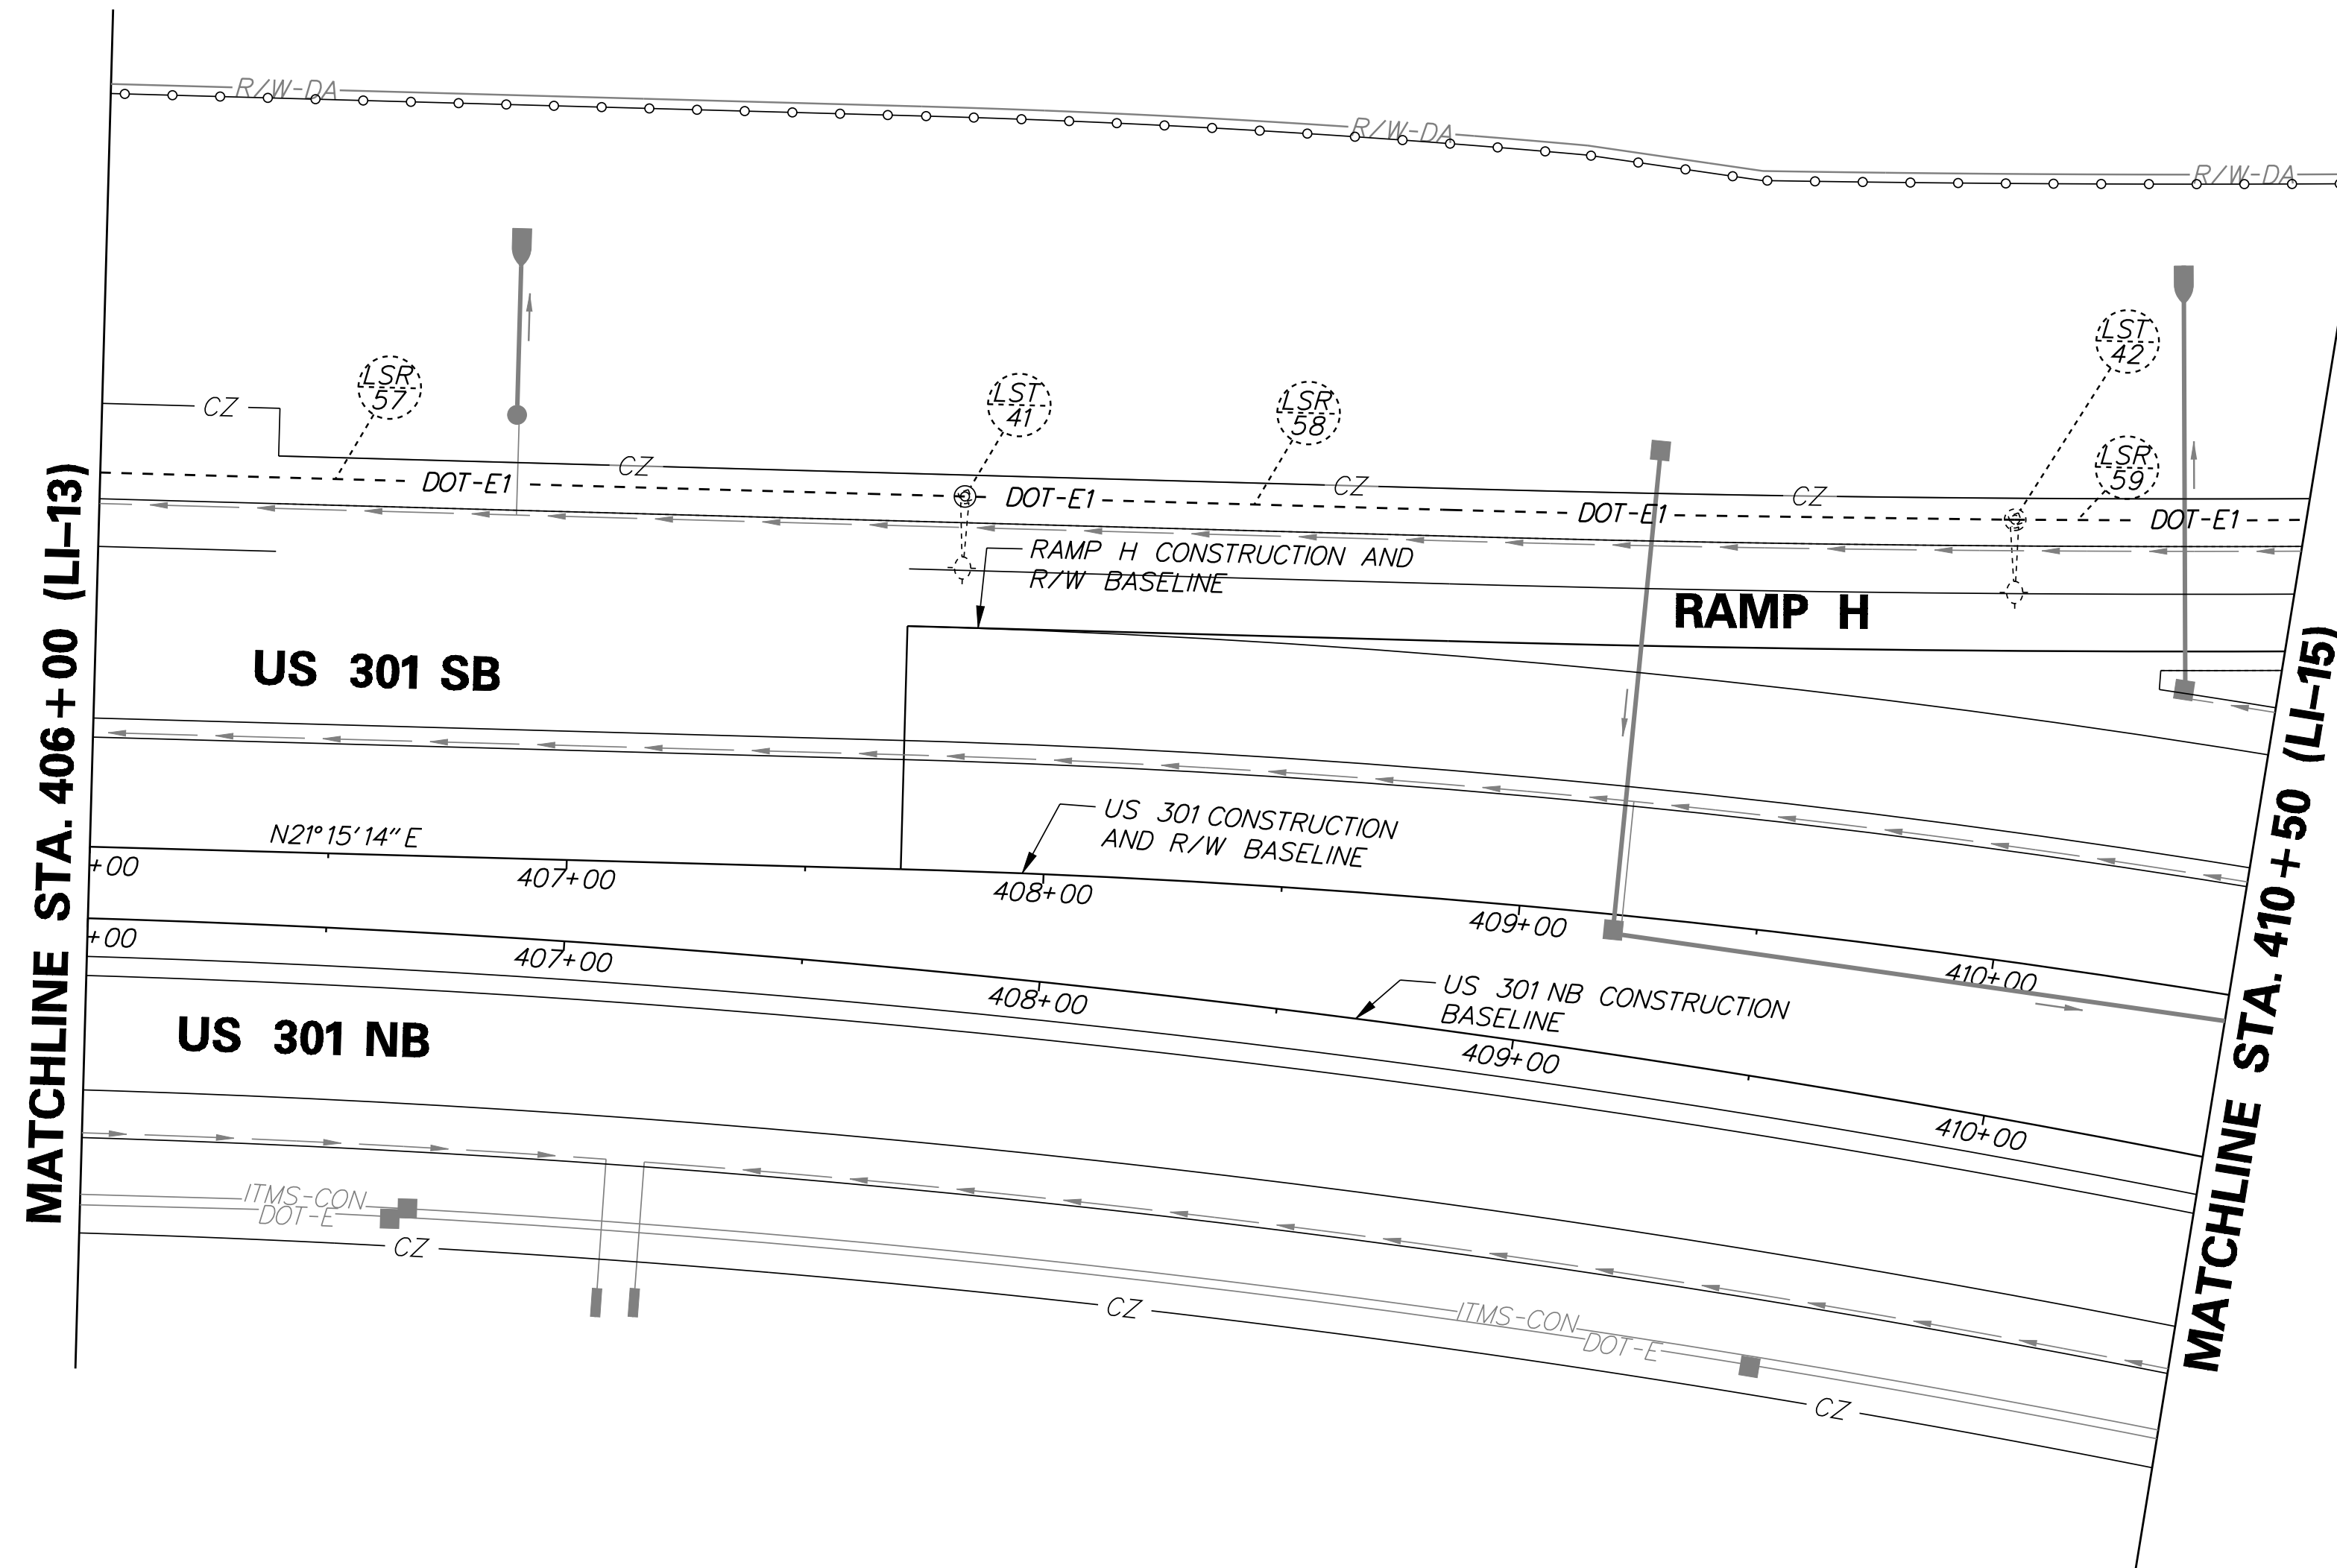 R/W-DA
R/W-DA
R/W-DA
LST
42
LSR
57
LST
41
LSR
58
CZ
LSR
59
CZ
CZ
CZ
DOT-E1
DOT-E1
DOT-E1
DOT-E1
RAMP H CONSTRUCTION AND
R/W BASELINE
RAMP H
US 301 SB
MATCHLINE STA. 406+00 (LI-13)
MATCHLINE STA. 410+50 (LI-15)
US 301 CONSTRUCTION
AND R/W BASELINE
N21°15'14"E
+00
407+00
408+00
409+00
410+00
+00
407+00
408+00
409+00
410+00
US 301 NB CONSTRUCTION
BASELINE
US 301 NB
ITMS-CON
DOT-E
CZ
CZ
ITMS-CON
DOT-E
CZ